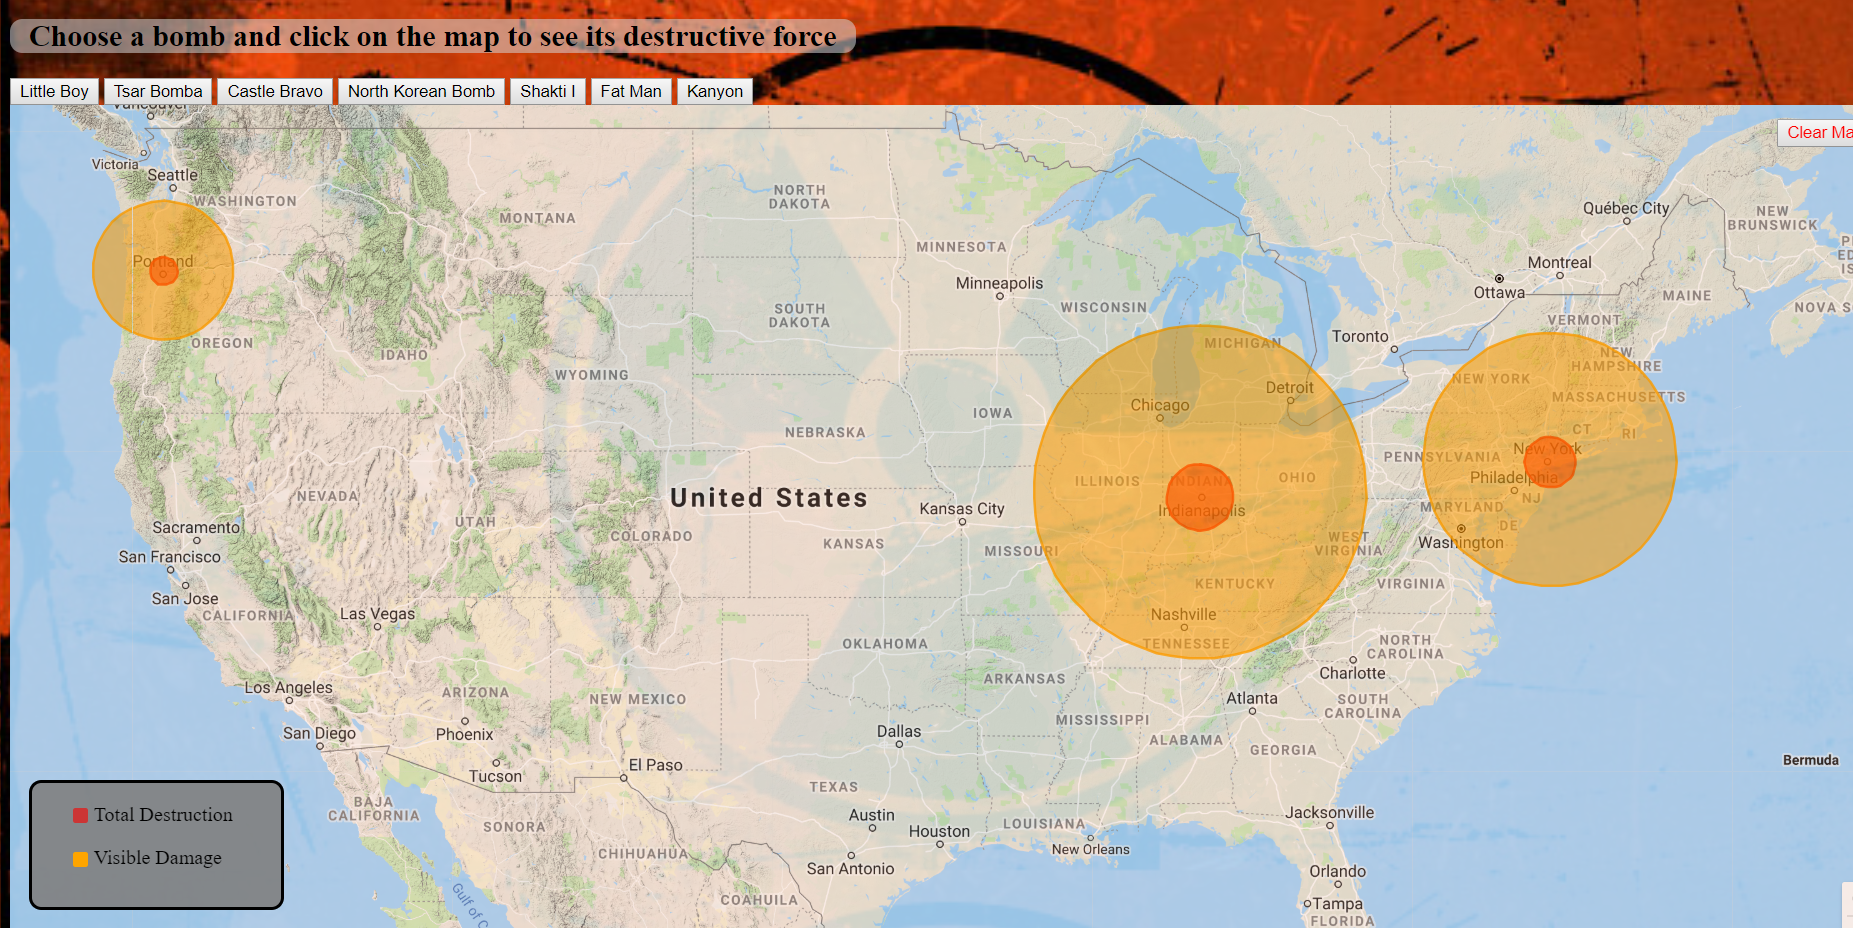 Choose a bomb and click on the map to see its destructive force
Little Boy
Tsar Bomba
Castle Bravo
North Korean Bomb
Shakti I
Fat Man
Kanyon
Vancouver
Clear Ma
Victoria
Seattle
WASHINGTON
MONTANA
NORTH
DAKOTA
MINNESOTA
Québec City
NEW
BRUNSWICK
Portland
Minneapolis
WISCONSIN
Montreal
Ottawa
MAINE
NOVA S
SOUTH
DAKOTA
VERMONT
OREGON
IDAHO
WYOMING
MICHIGAN
Toronto
NEW
HAMPSHIRE
NEW YORK
MASSACHUSETTS
Detroit
Chicago
IOWA
NEBRASKA
CT
RI
New York
PENNSYLVANIA
Philadelphia
NJ
ILLINOIS
INDIANA
OHIO
Indianapolis
MARYLAND
DE
Washington
NEVADA
United States
Kansas City
Sacramento
UTAH
COLORADO
KANSAS
MISSOURI
WEST
VIRGINIA
San Francisco
San Jose
CALIFORNIA
Las Vegas
KENTUCKY
VIRGINIA
Nashville
TENNESSEE
OKLAHOMA
NORTH
CAROLINA
Charlotte
Los Angeles
ARIZONA
NEW MEXICO
ARKANSAS
Atlanta
SOUTH
CAROLINA
San Diego
Phoenix
Dallas
MISSISSIPPI
ALABAMA
GEORGIA
Tucson
El Paso
Bermuda
TEXAS
BAJA
CALIFORNIA
SONORA
CHIHUAHUA
Austin
Houston
LOUISIANA
New Orleans
Jacksonville
San Antonio
Orlando
COAHUILA
Tampa
FLORIDA
Gulf of C
Total Destruction
Visible Damage